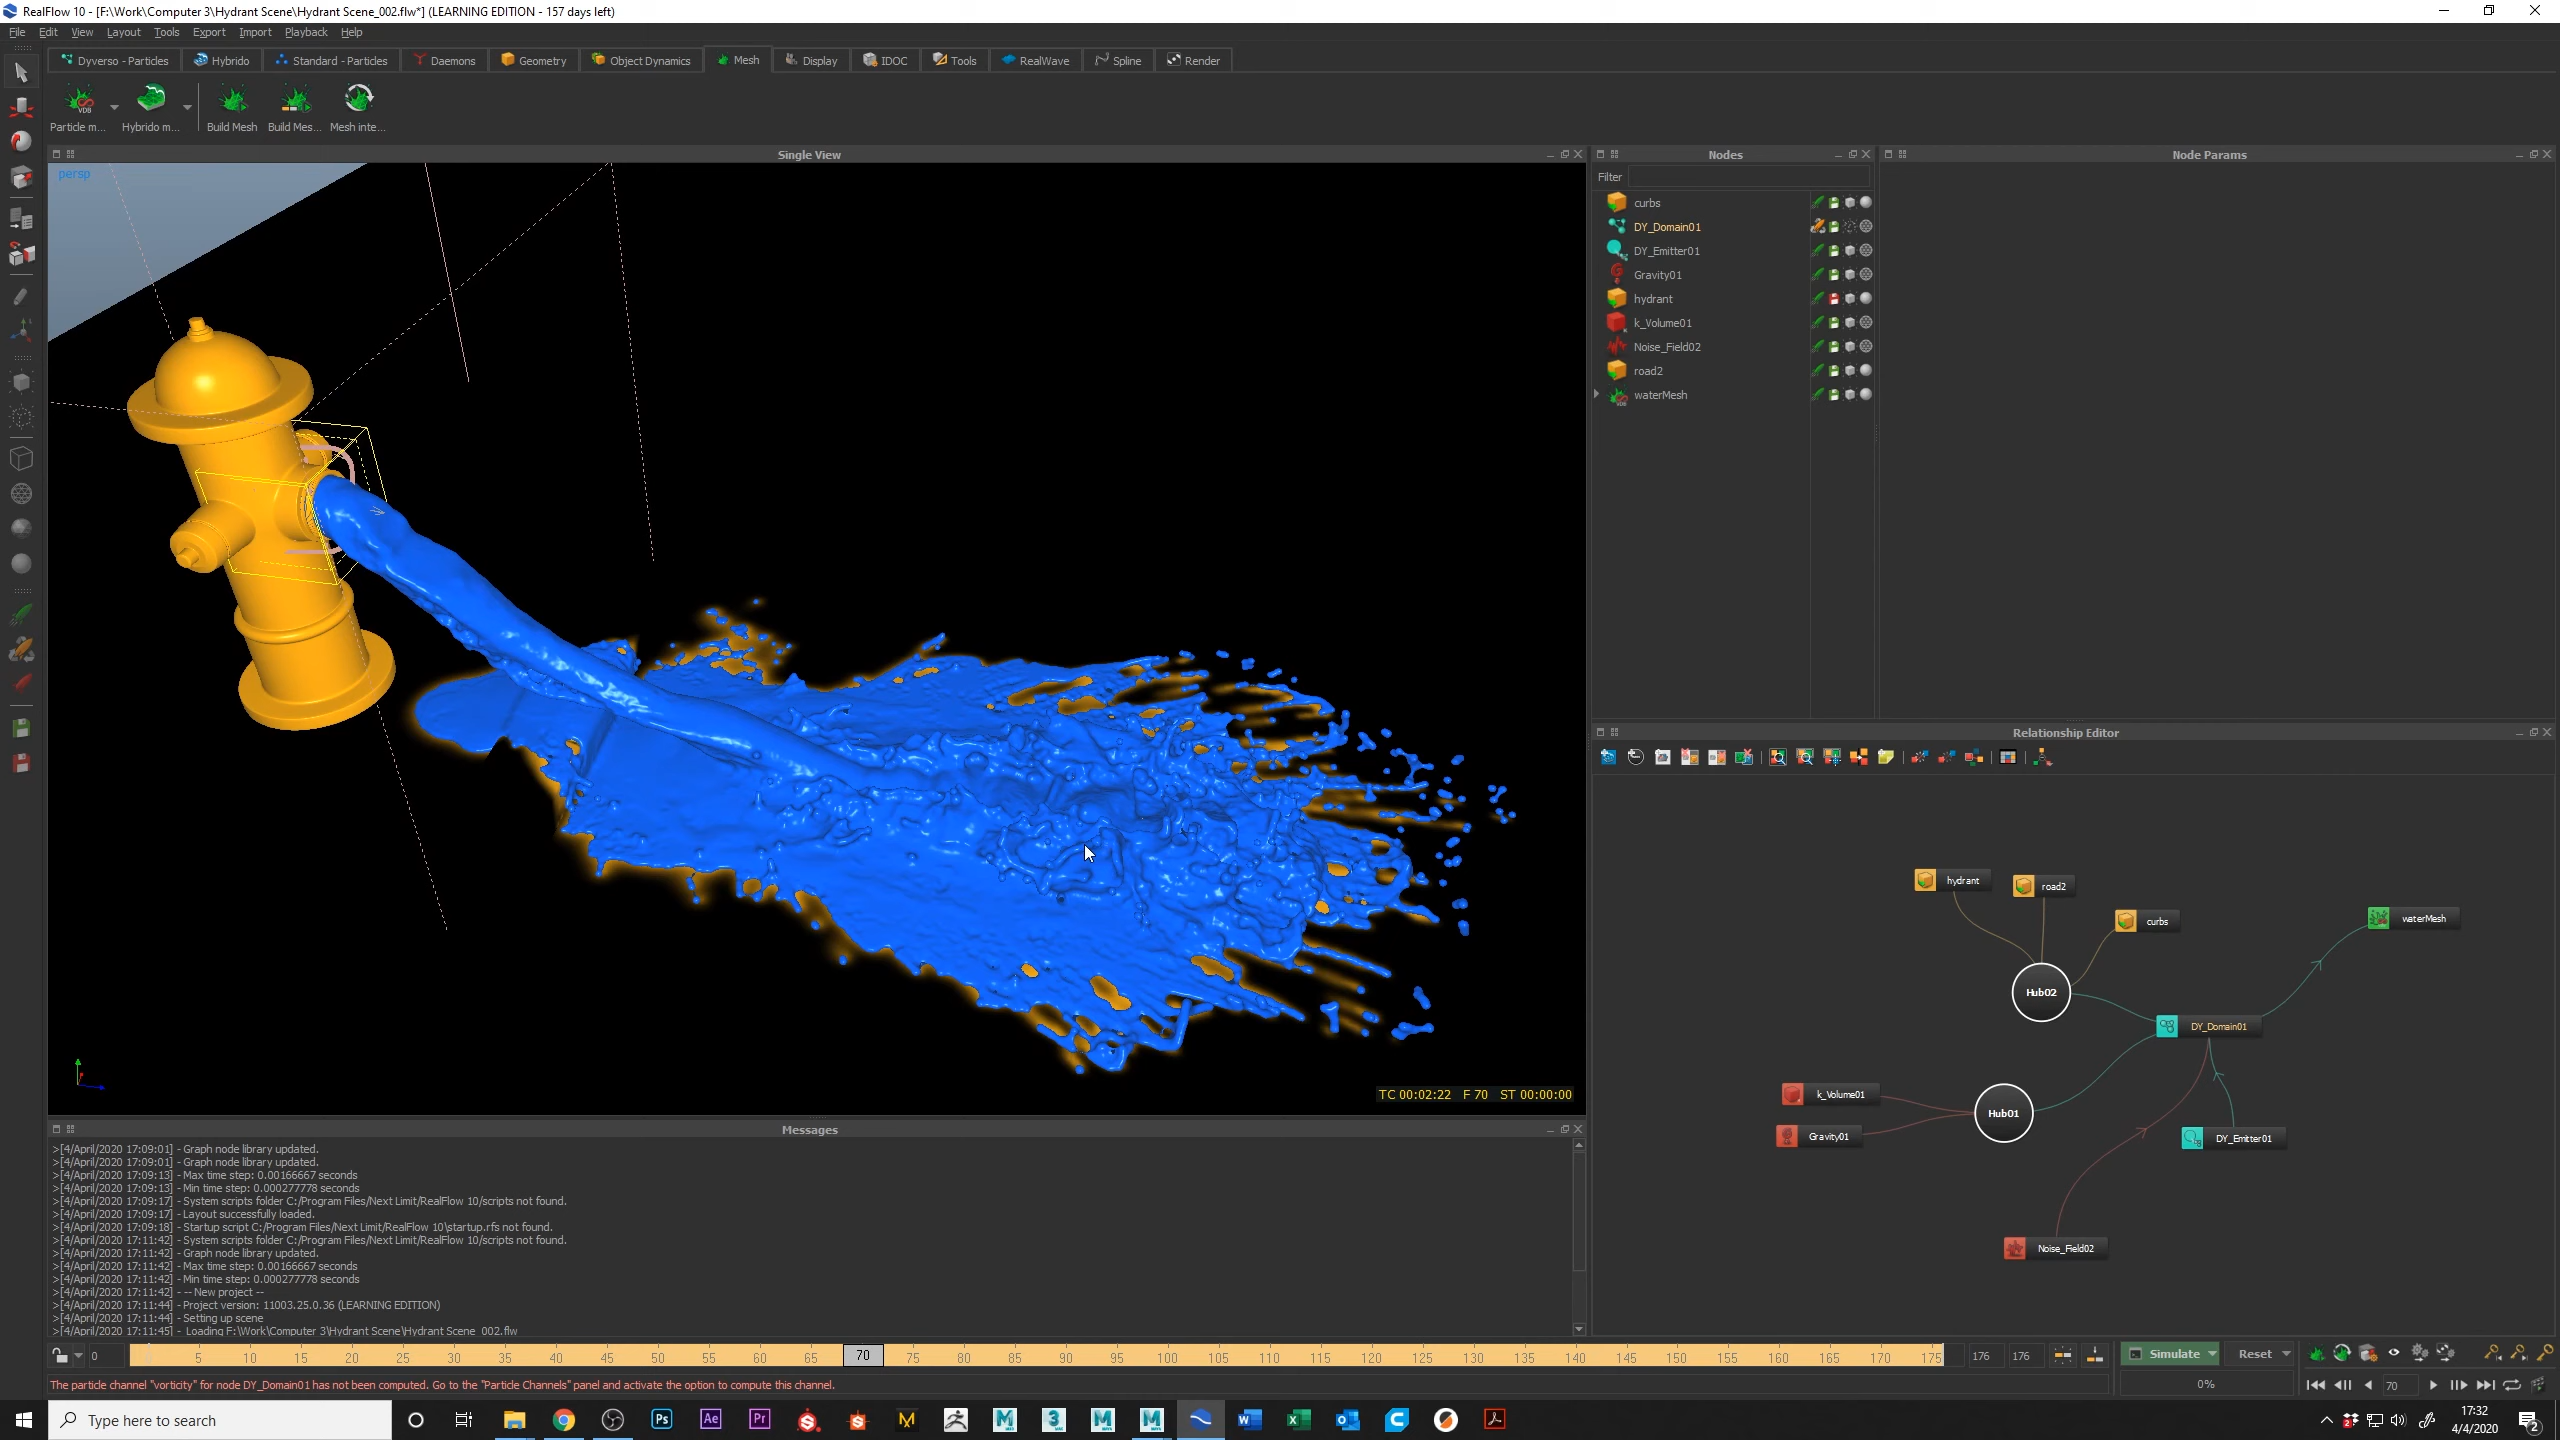 RealFlow 10 - [F:\Work\Computer 3\Hydrant Scene\Hydrant Scene_002.flw*] (LEARNING EDITION - 157 days left)
File Edit View Layout Tools Export Import Playback Help
Dyverso - Particles Hybrido Standard - Particles Daemons Geometry Object Dynamics Mesh Display IDOC Tools RealWave Spline Render
Particle m... Hybrido m... Build Mesh Build Mes... Mesh inte...
Single View
persp
TC 00:02:22 F 70 ST 00:00:00
Nodes
Filter
curbs
DY_Domain01
DY_Emitter01
Gravity01
hydrant
k_Volume01
Noise_Field02
road2
waterMesh
Node Params
Relationship Editor
hydrant
road2
curbs
waterMesh
Hub02
DY_Domain01
k_Volume01
Hub01
Gravity01
DY_Emitter01
Noise_Field02
Messages
>[4/April/2020 17:09:01] - Graph node library updated.
>[4/April/2020 17:09:01] - Graph node library updated.
>[4/April/2020 17:09:13] - Max time step: 0.00166667 seconds
>[4/April/2020 17:09:13] - Min time step: 0.000277778 seconds
>[4/April/2020 17:09:17] - System scripts folder C:/Program Files/Next Limit/RealFlow 10/scripts not found.
>[4/April/2020 17:09:17] - Layout successfully loaded.
>[4/April/2020 17:09:18] - Startup script C:/Program Files/Next Limit/RealFlow 10\startup.rfs not found.
>[4/April/2020 17:11:42] - System scripts folder C:/Program Files/Next Limit/RealFlow 10/scripts not found.
>[4/April/2020 17:11:42] - Graph node library updated.
>[4/April/2020 17:11:42] - Max time step: 0.00166667 seconds
>[4/April/2020 17:11:42] - Min time step: 0.000277778 seconds
>[4/April/2020 17:11:42] - -- New project --
>[4/April/2020 17:11:44] - Project version: 11003.25.0.36 (LEARNING EDITION)
>[4/April/2020 17:11:44] - Setting up scene
>[4/April/2020 17:11:45] - Loading F:\Work\Computer 3\Hydrant Scene\Hydrant Scene_002.flw
0 5 10 15 20 25 30 35 40 45 50 55 60 65 70 75 80 85 90 95 100 105 110 115 120 125 130 135 140 145 150 155 160 165 170 175 176 176 Simulate Reset
The particle channel "vorticity" for node DY_Domain01 has not been computed. Go to the "Particle Channels" panel and activate the option to compute this channel.
0%
70
Type here to search
Ps Ae Pr
17:32
4/4/2020
2